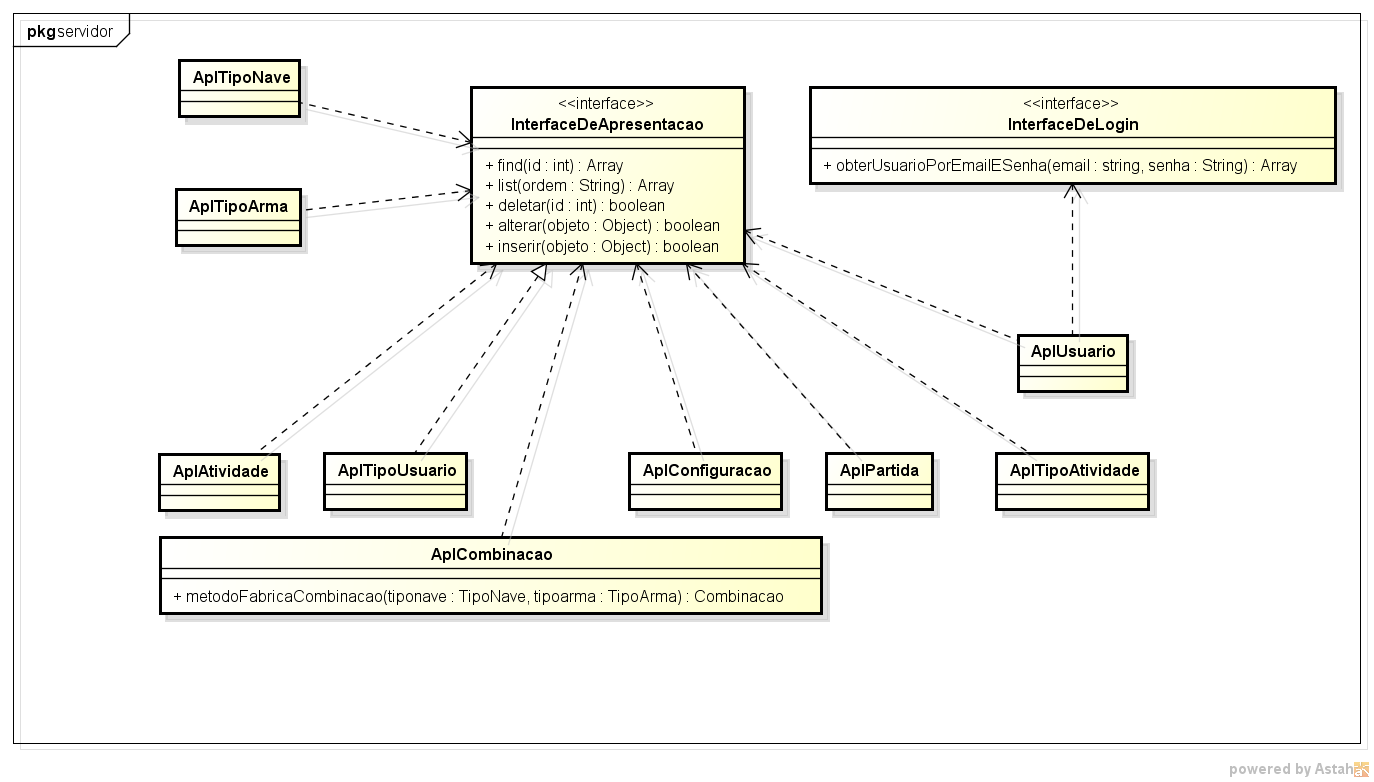 pkg servidor
AplTipoNave
<<interface>>
InterfaceDeApresentacao
+ find(id : int) : Array
+ list(ordem : String) : Array
+ deletar(id : int) : boolean
+ alterar(objeto : Object) : boolean
+ inserir(objeto : Object) : boolean
<<interface>>
InterfaceDeLogin
+ obterUsuarioPorEmailESenha(email : string, senha : String) : Array
AplTipoArma
AplUsuario
AplAtividade
AplTipoUsuario
AplConfiguracao
AplPartida
AplTipoAtividade
AplCombinacao
+ metodoFabricaCombinacao(tiponave : TipoNave, tipoarma : TipoArma) : Combinacao
powered by Astah